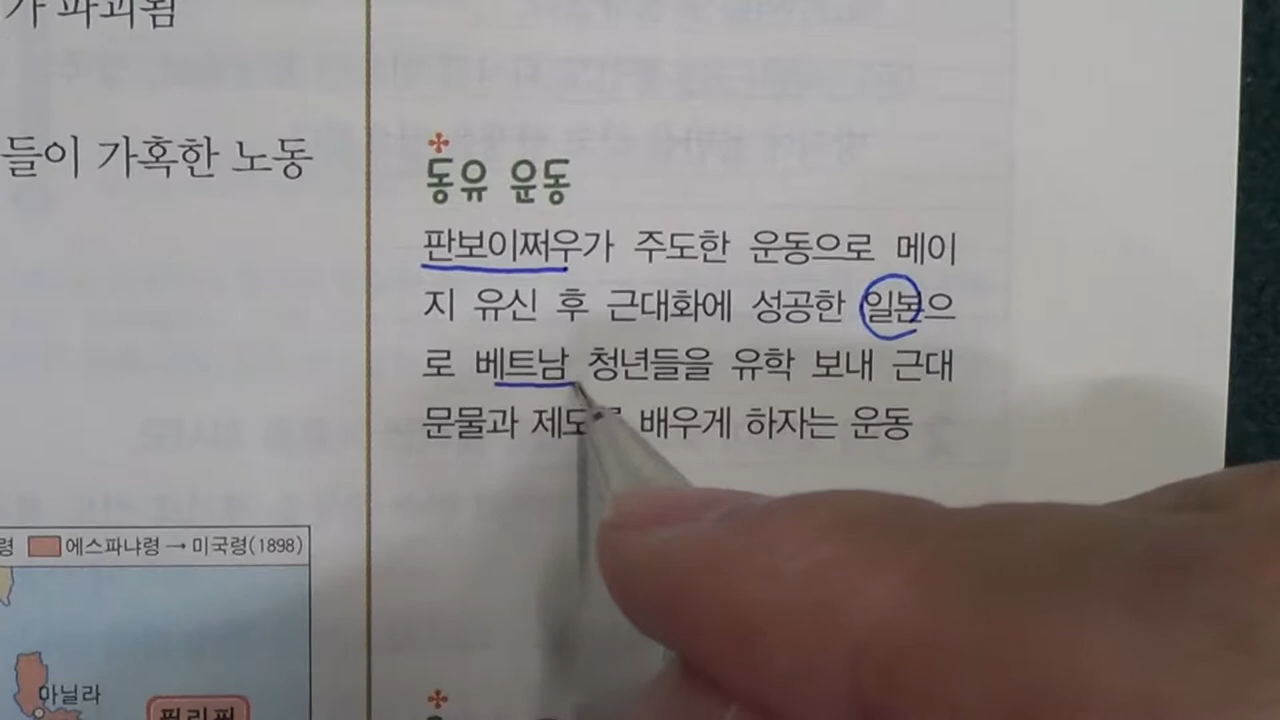 가 파괴됨
들이 가혹한 노동
동유 운동
판보이쩌우가 주도한 운동으로 메이
지 유신 후 근대화에 성공한 일본으
로 베트남 청년들을 유학 보내 근대
문물과 제도를 배우게 하자는 운동
령 에스파냐령 → 미국령(1898)
마닐라
필리핀